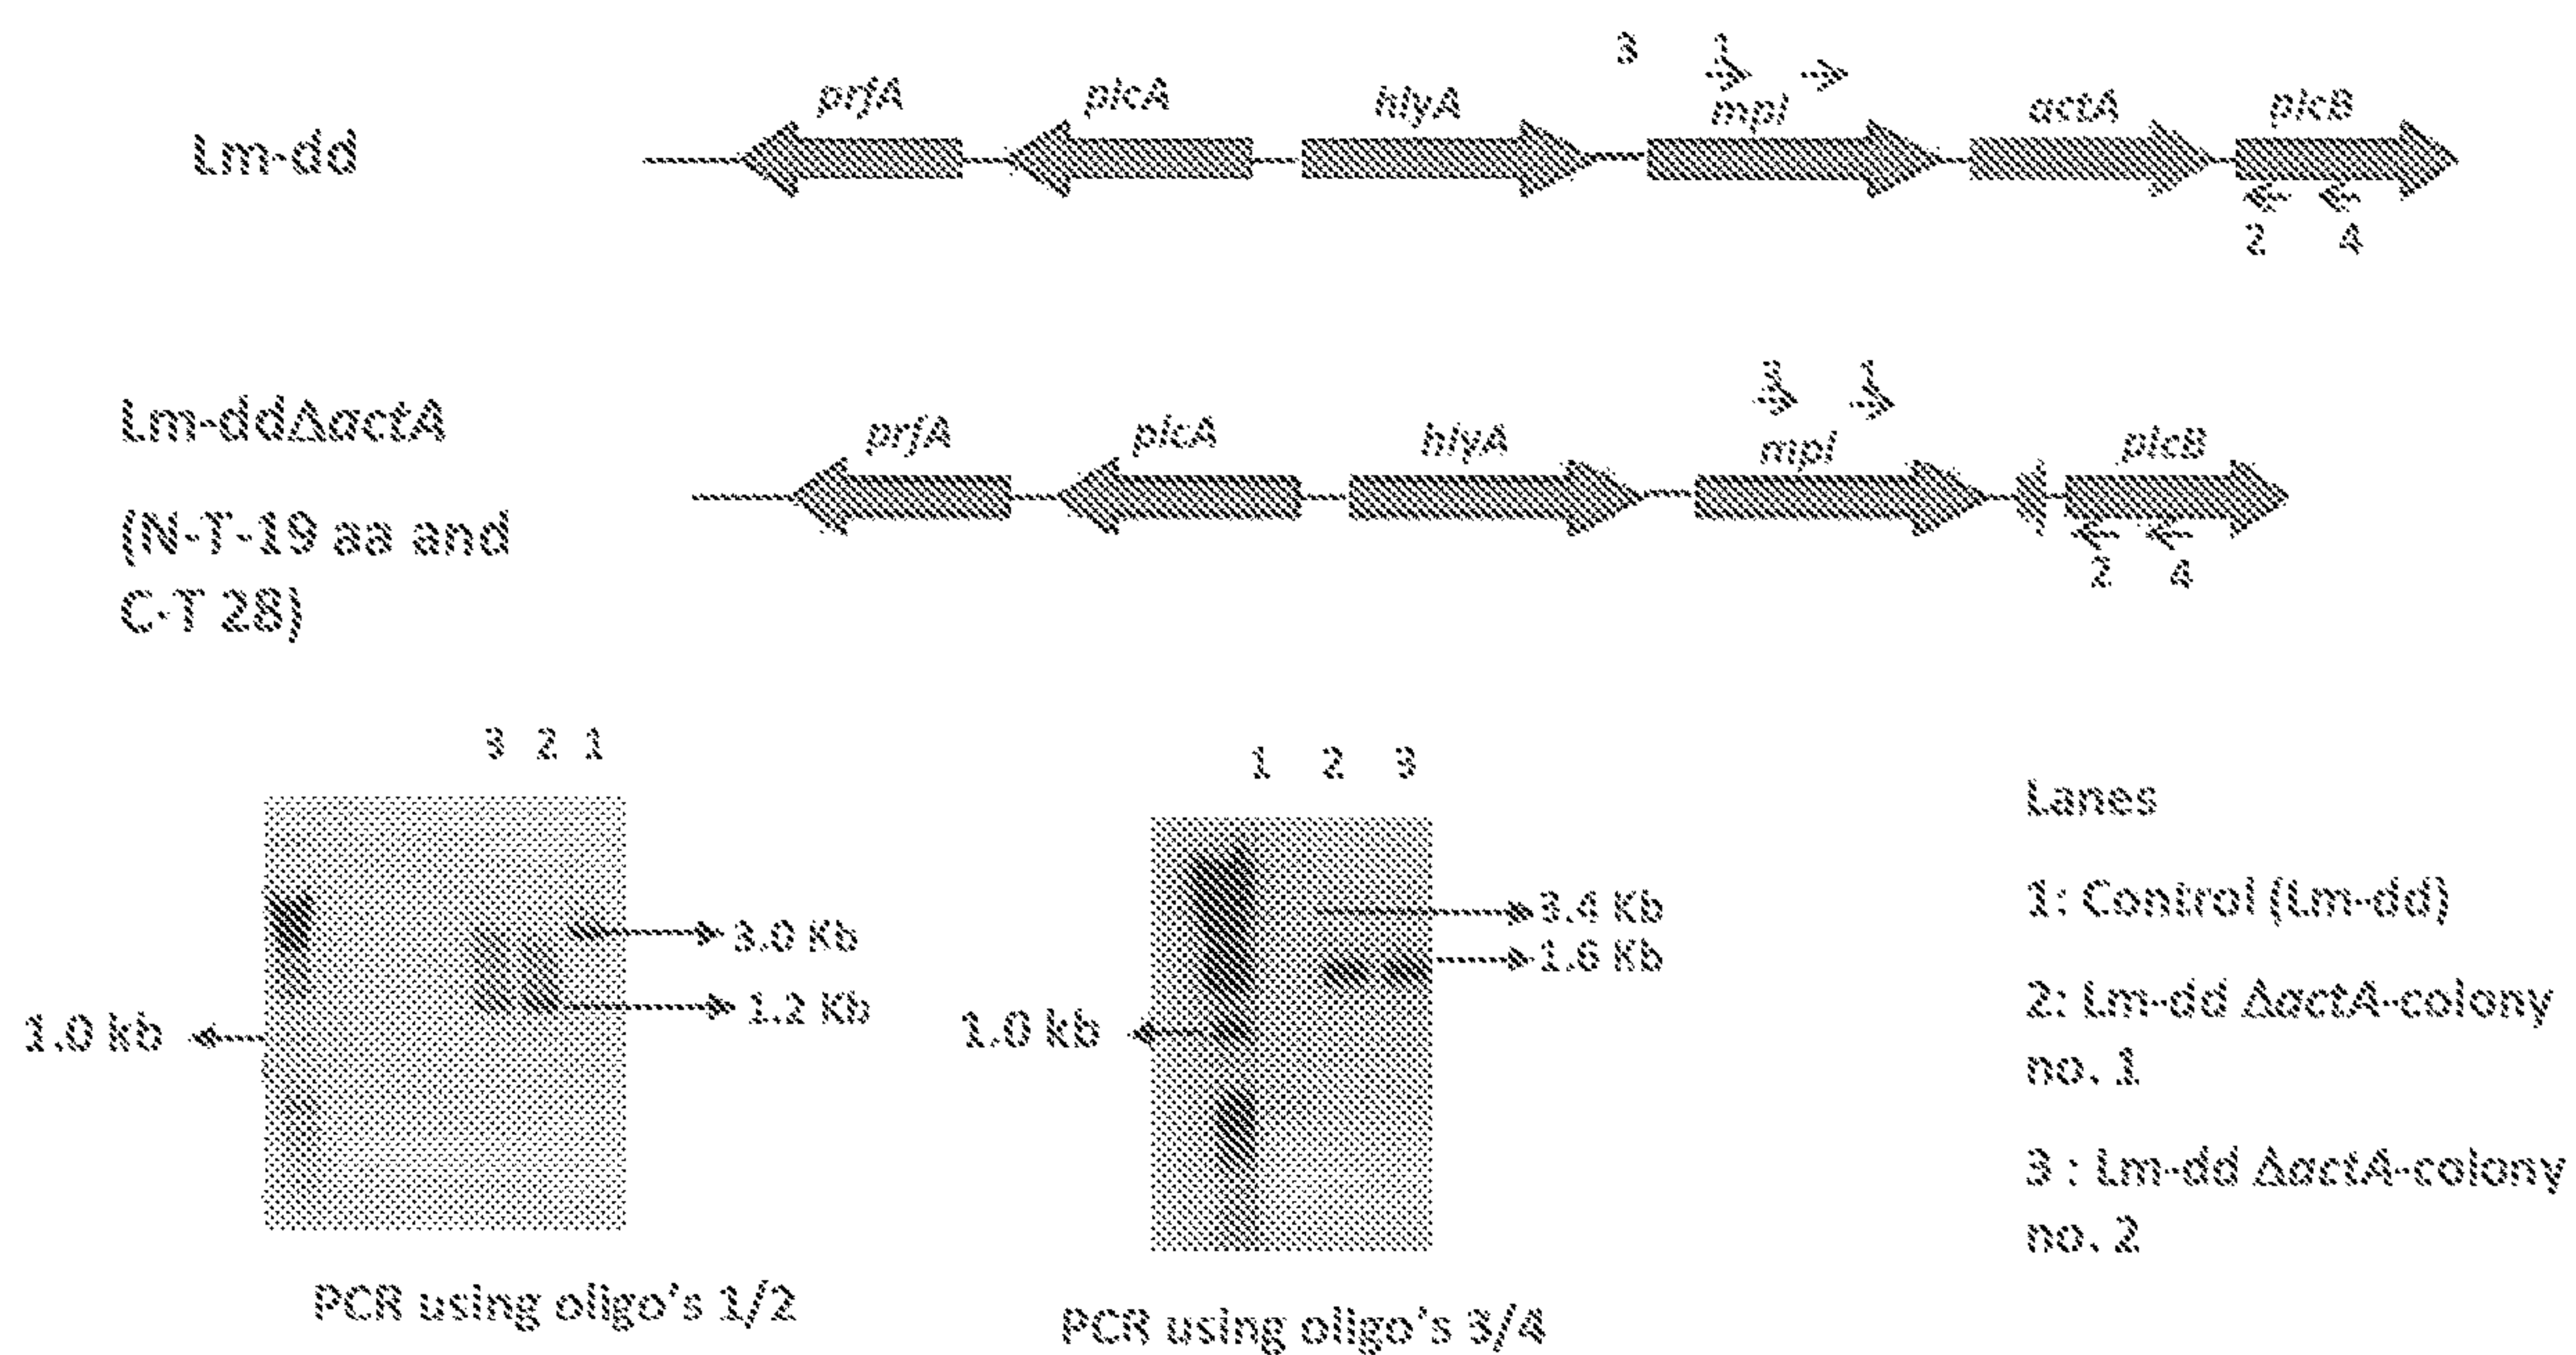 3 1
prfA plcA hlyA mpl actA plcB
Lm-dd
2 4
3 1
Lm-ddΔactA
prfA plcA hlyA mpl plcB
(N-T-19 aa and
C-T 28)
2 4
3 2 1
1 2 3
3.0 Kb
1.2 Kb
1.0 kb
3.4 Kb
1.6 Kb
1.0 kb
PCR using oligo's 1/2
PCR using oligo's 3/4
Lanes
1: Control (Lm-dd)
2: Lm-dd ΔactA-colony
no. 1
3 : Lm-dd ΔactA-colony
no. 2